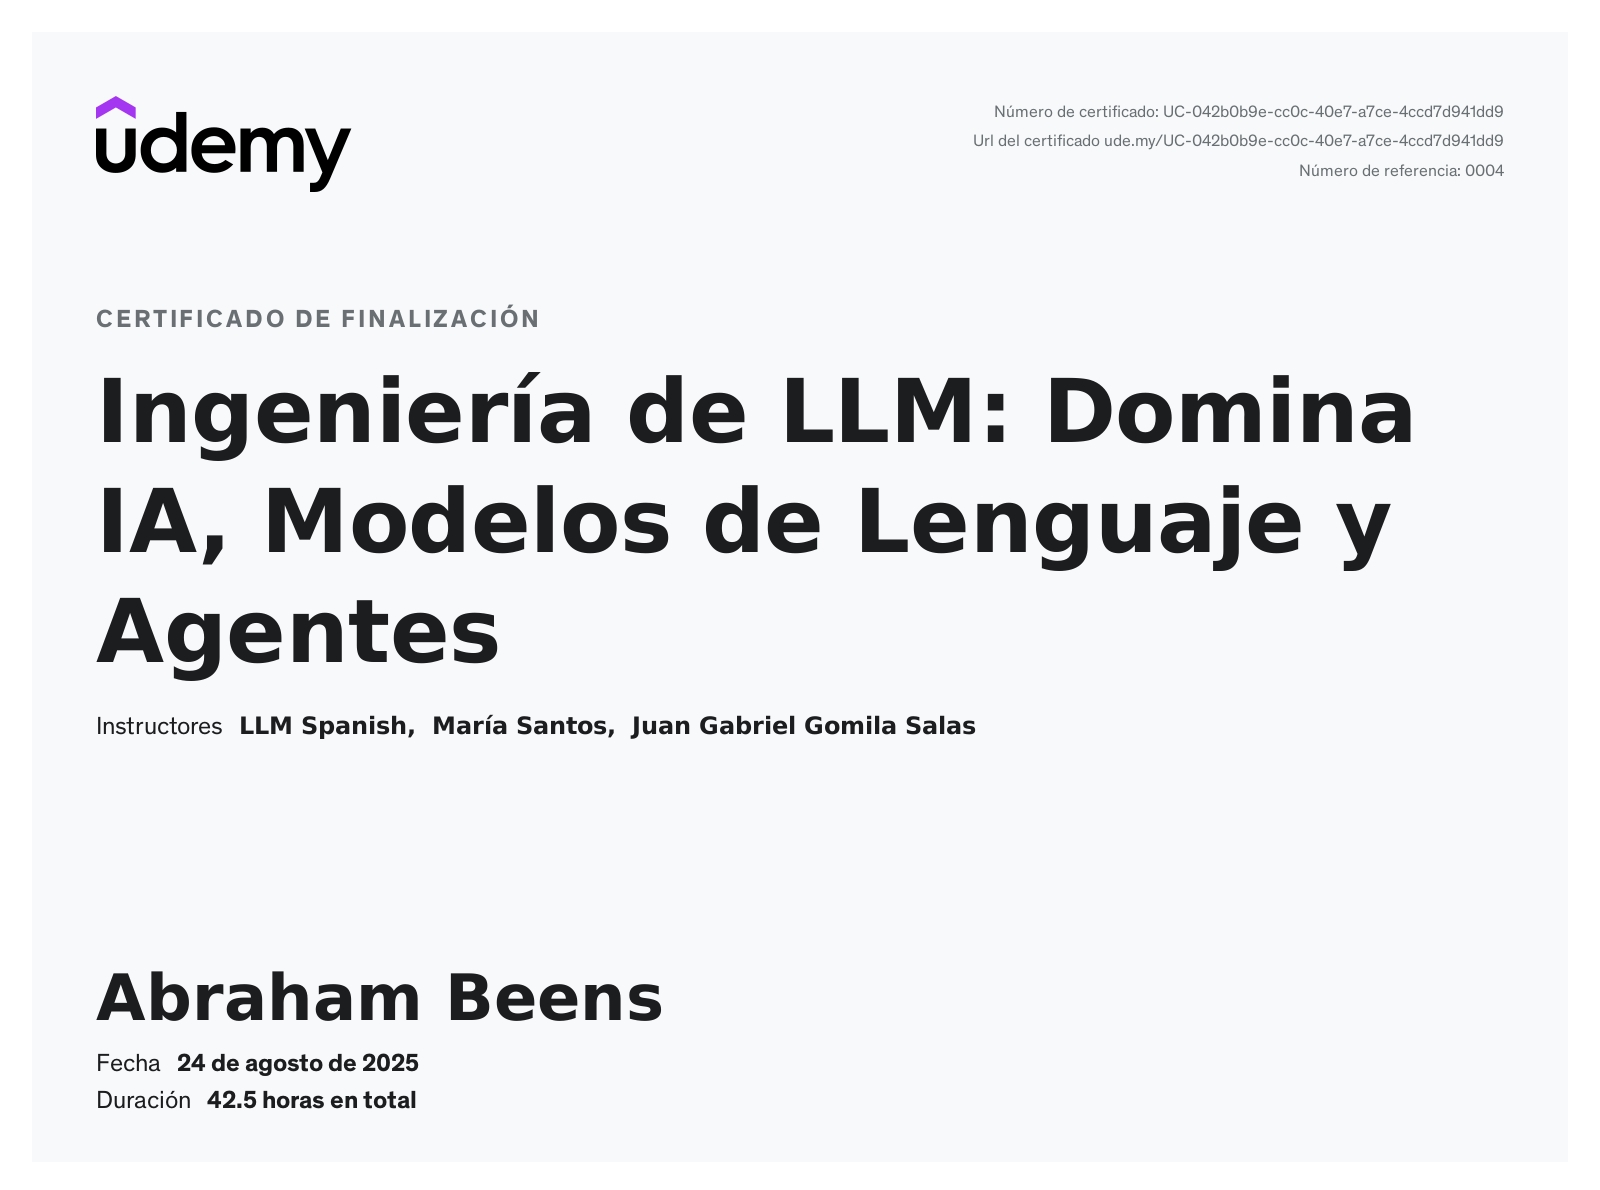 udemy
Número de certificado: UC-042b0b9e-cc0c-40e7-a7ce-4ccd7d941dd9
Url del certificado ude.my/UC-042b0b9e-cc0c-40e7-a7ce-4ccd7d941dd9
Número de referencia: 0004
CERTIFICADO DE FINALIZACIÓN
Ingeniería de LLM: Domina
IA, Modelos de Lenguaje y
Agentes
Instructores LLM Spanish, María Santos, Juan Gabriel Gomila Salas
Abraham Beens
Fecha 24 de agosto de 2025
Duración 42.5 horas en total